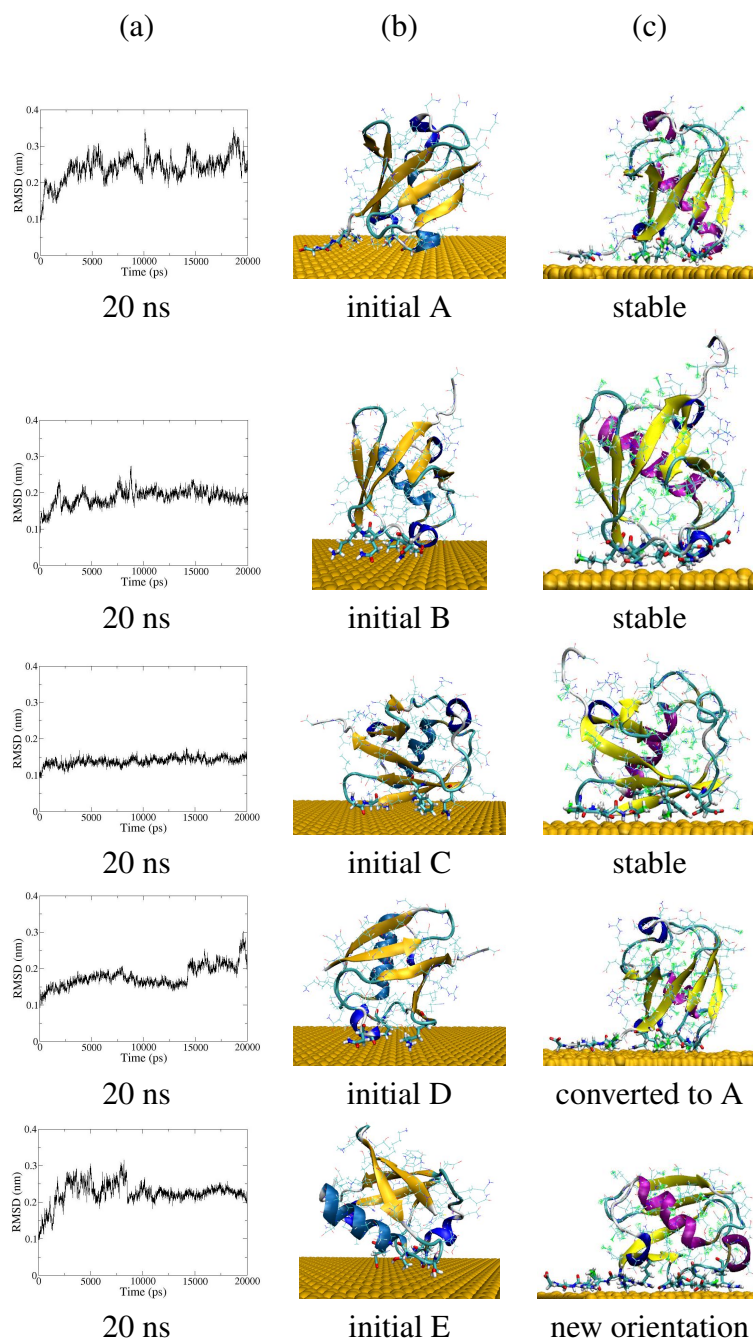 (a) (b) (c)
0.4
0.3
0.2
0.1
0
RMSD (nm)
0 5000 10000 15000 20000
Time (ps)
20 ns initial A stable
0.4
0.3
0.2
0.1
0
RMSD (nm)
0 5000 10000 15000 20000
Time (ps)
20 ns initial B stable
0.4
0.3
0.2
0.1
0
RMSD (nm)
0 5000 10000 15000 20000
Time (ps)
20 ns initial C stable
0.4
0.3
0.2
0.1
0
RMSD (nm)
0 5000 10000 15000 20000
Time (ps)
20 ns initial D converted to A
0.4
0.3
0.2
0.1
0
RMSD (nm)
0 5000 10000 15000 20000
Time (ps)
20 ns initial E new orientation